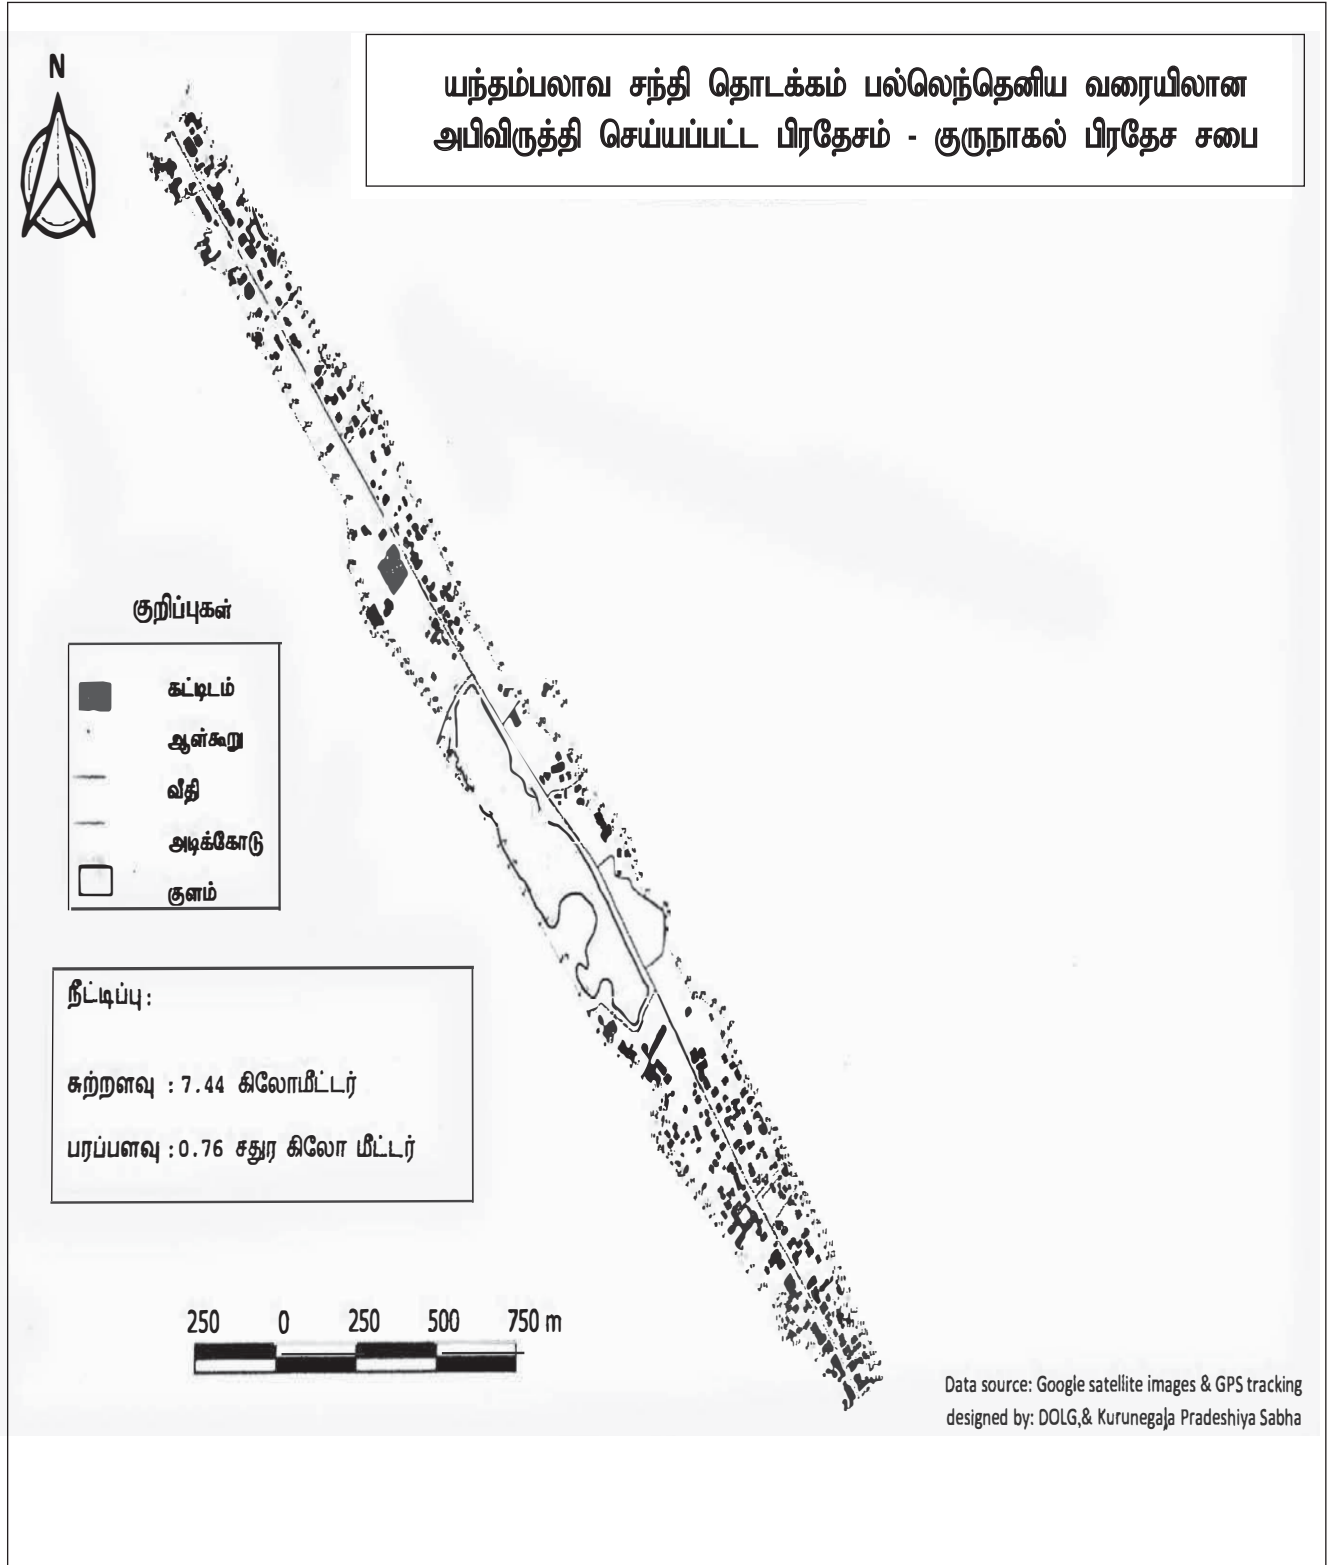 N
யந்தம்பலாவ சந்தி தொடக்கம் பல்லெந்தெனிய வரையிலான
அபிவிருத்தி செய்யப்பட்ட பிரதேசம் - குருநாகல் பிரதேச சபை
குறிப்புகள்
கட்டிடம்
ஆள்கூறு
வீதி
அடிக்கோடு
குளம்
நீட்டிப்பு :
சுற்றளவு : 7.44 கிலோமீட்டர்
பரப்பளவு : 0.76 சதுர கிலோ மீட்டர்
250 0 250 500 750 m
Data source: Google satellite images & GPS tracking
designed by: DOLG,& Kurunegala Pradeshiya Sabha